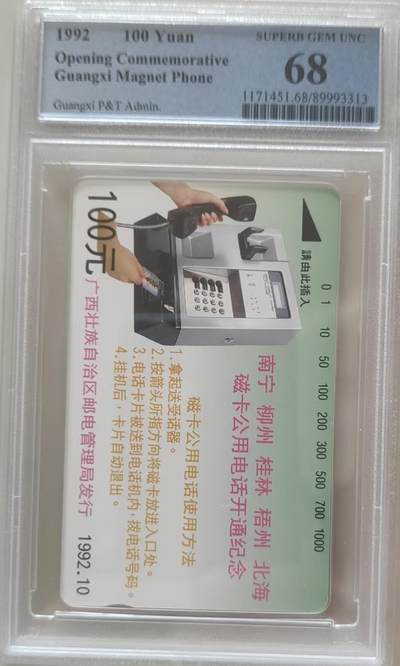 1992 100 Yuan SUPERB GEM UNC
Opening Commemorative
Guangxi Magnet Phone
68
Guangxi P&T Admin.
1171451.68/89993313
請由此插入
0 1 10 50 100 200 300 500 700 1000
南宁 柳州 桂林 梧州 北海
磁卡公用电话开通纪念
磁卡公用电话使用方法
1.拿起送受话器。
2.按箭头所指方向将磁卡放进入口处。
3.电话卡片被送到电话机内，拨电话号码。
4.挂机后，卡片自动退出。
100元
广西壮族自治区邮电管理局发行 1992.10